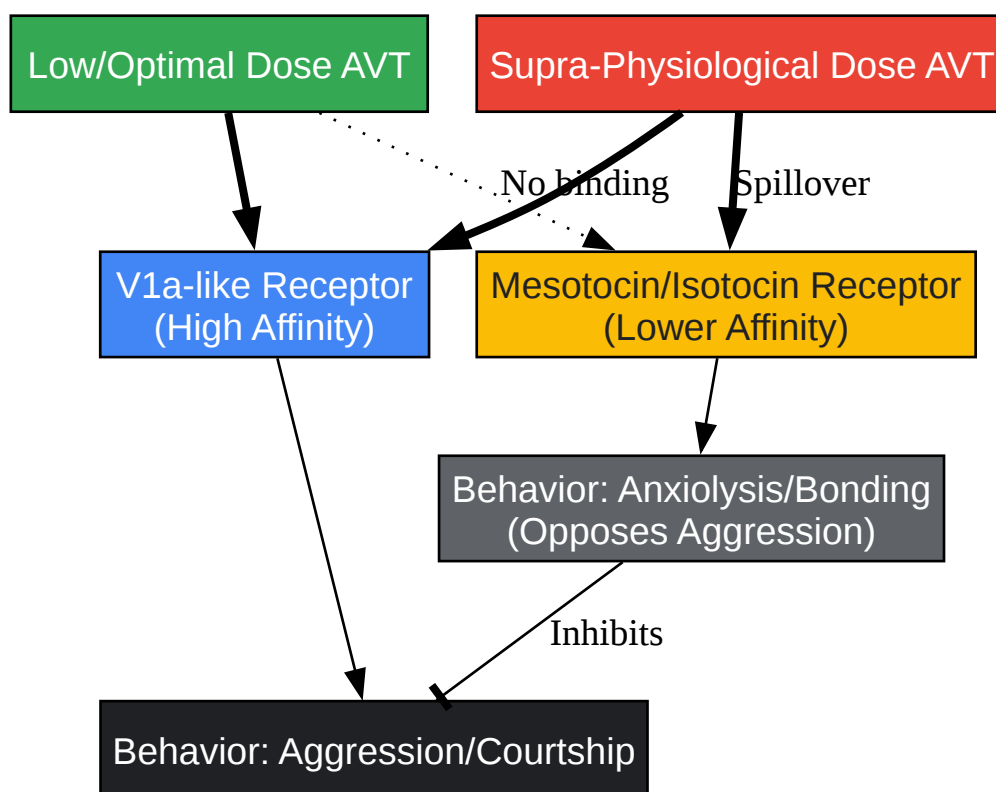 Low/Optimal Dose AVT
Supra-Physiological Dose AVT
No binding
Spillover
V1a-like Receptor
(High Affinity)
Mesotocin/Isotocin Receptor
(Lower Affinity)
Behavior: Anxiolysis/Bonding
(Opposes Aggression)
Inhibits
Behavior: Aggression/Courtship